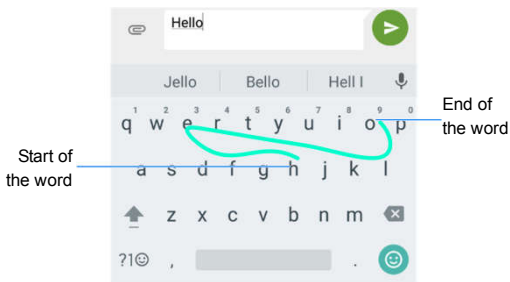 Hello
Jello Bello Hell I
1 2 3 4 5 6 7 8 9 0
q w e r t y u i o p
End of
the word
Start of
the word
a s d f g h j k l
z x c v b n m
?1☺ , .